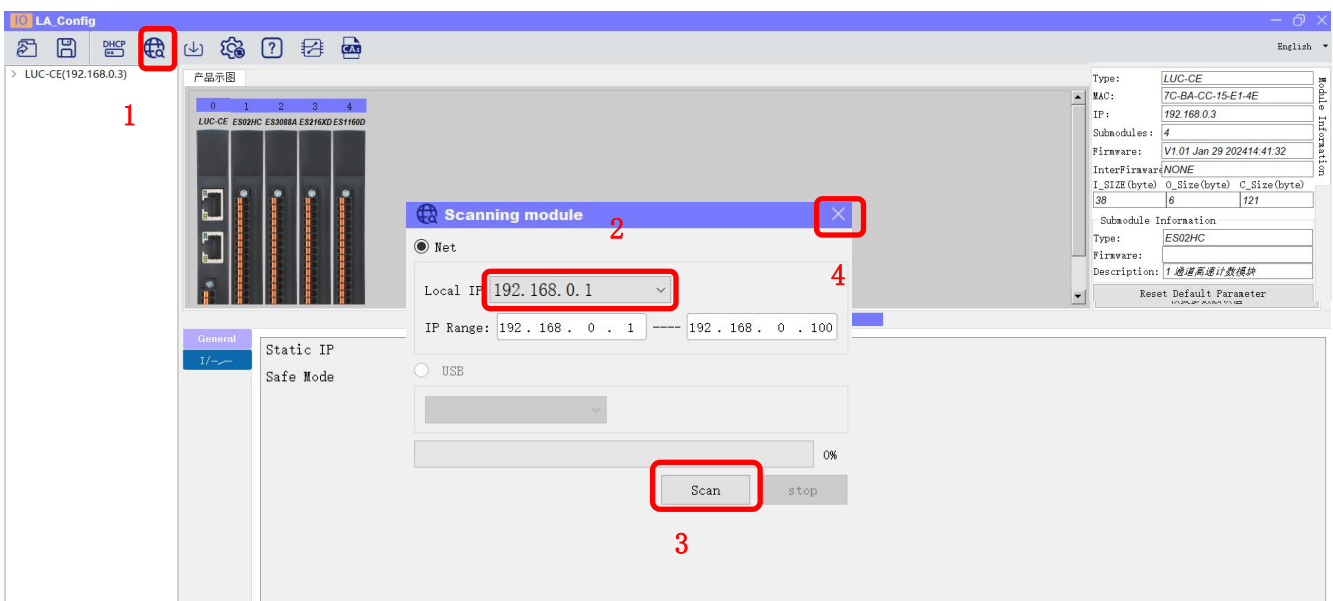 IO LA_Config
DHCP
CAT
English
> LUC-CE(192.168.0.3)
1
产品示图
0 1 2 3 4
LUC-CE ES02HC ES3088A ES216XD ES1160D
Type: LUC-CE
MAC: 7C-BA-CC-15-E1-4E
IP: 192.168.0.3
Submodules: 4
Firmware: V1.01 Jan 29 202414:41:32
InterFirmware NONE
I_SIZE(byte) O_Size(byte) C_Size(byte)
38 6 121
Submodule Information
Type: ES02HC
Firware:
Description: 1 通道高速计数模块
Reset Default Parameter
Module Information
Scanning module
2
4
Net
Local IP 192.168.0.1
IP Range: 192 . 168 . 0 . 1 ---- 192 . 168 . 0 . 100
USB
0%
Scan stop
3
General
Static IP
Safe Mode